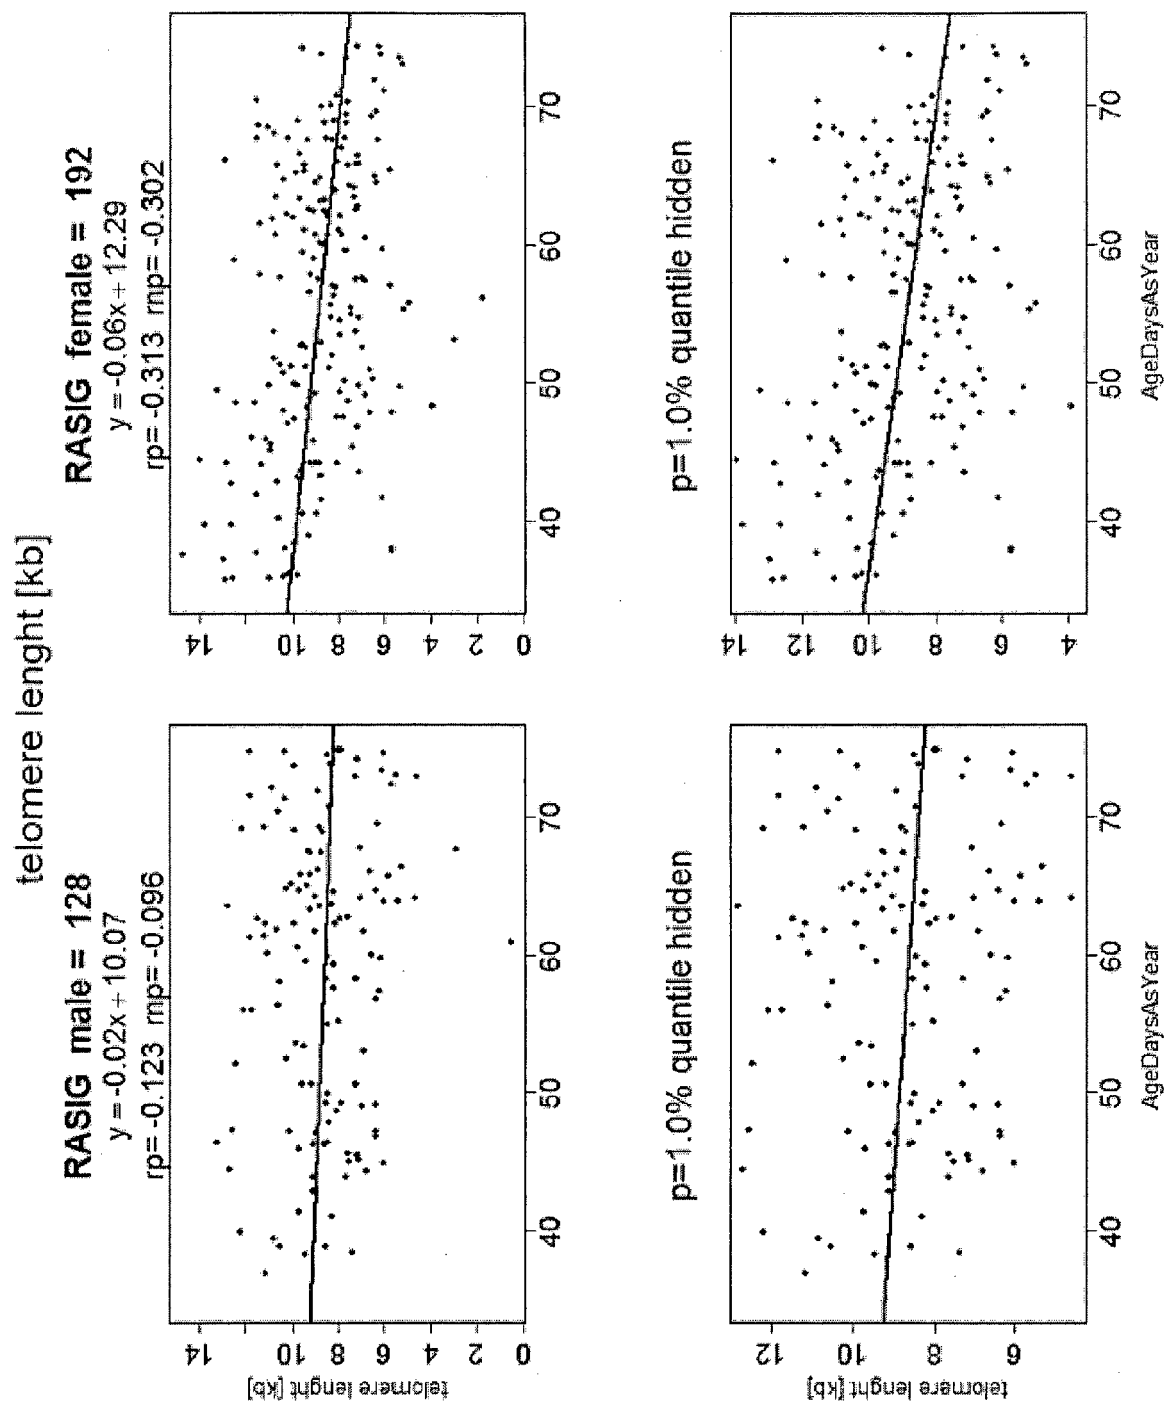 telomere lenght [kb]
RASIG male = 128
y = -0.02x + 10.07
rp= -0.123 rnp= -0.096
telomere lenght [kb]
0 2 4 6 8 10 14
40 50 60 70
RASIG female = 192
y = -0.06x + 12.29
rp= -0.313 rnp= -0.302
0 2 4 6 8 10 14
40 50 60 70
p=1.0% quantile hidden
telomere lenght [kb]
6 8 10 12
40 50 60 70
AgeDaysAsYear
p=1.0% quantile hidden
4 6 8 10 12 14
40 50 60 70
AgeDaysAsYear